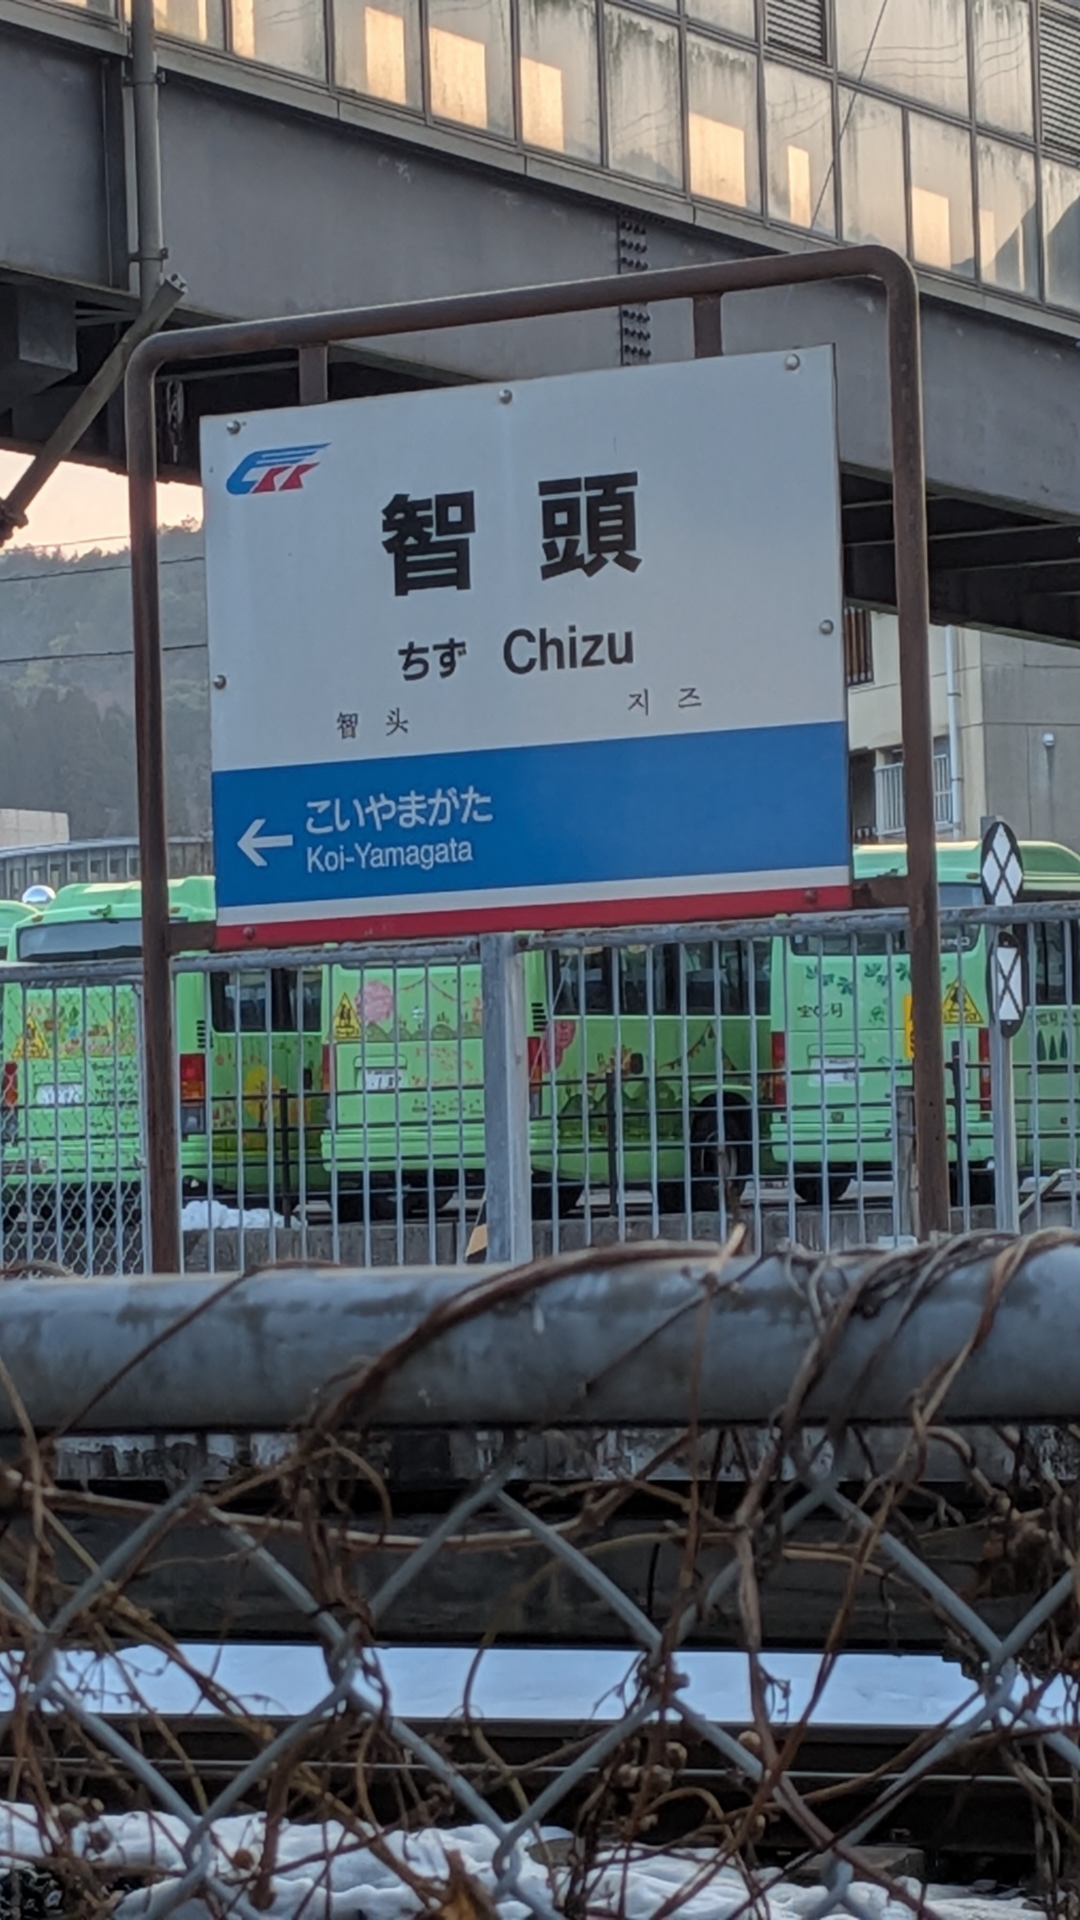 智頭
ちず Chizu
智头 지즈
← こいやまがた
Koi-Yamagata